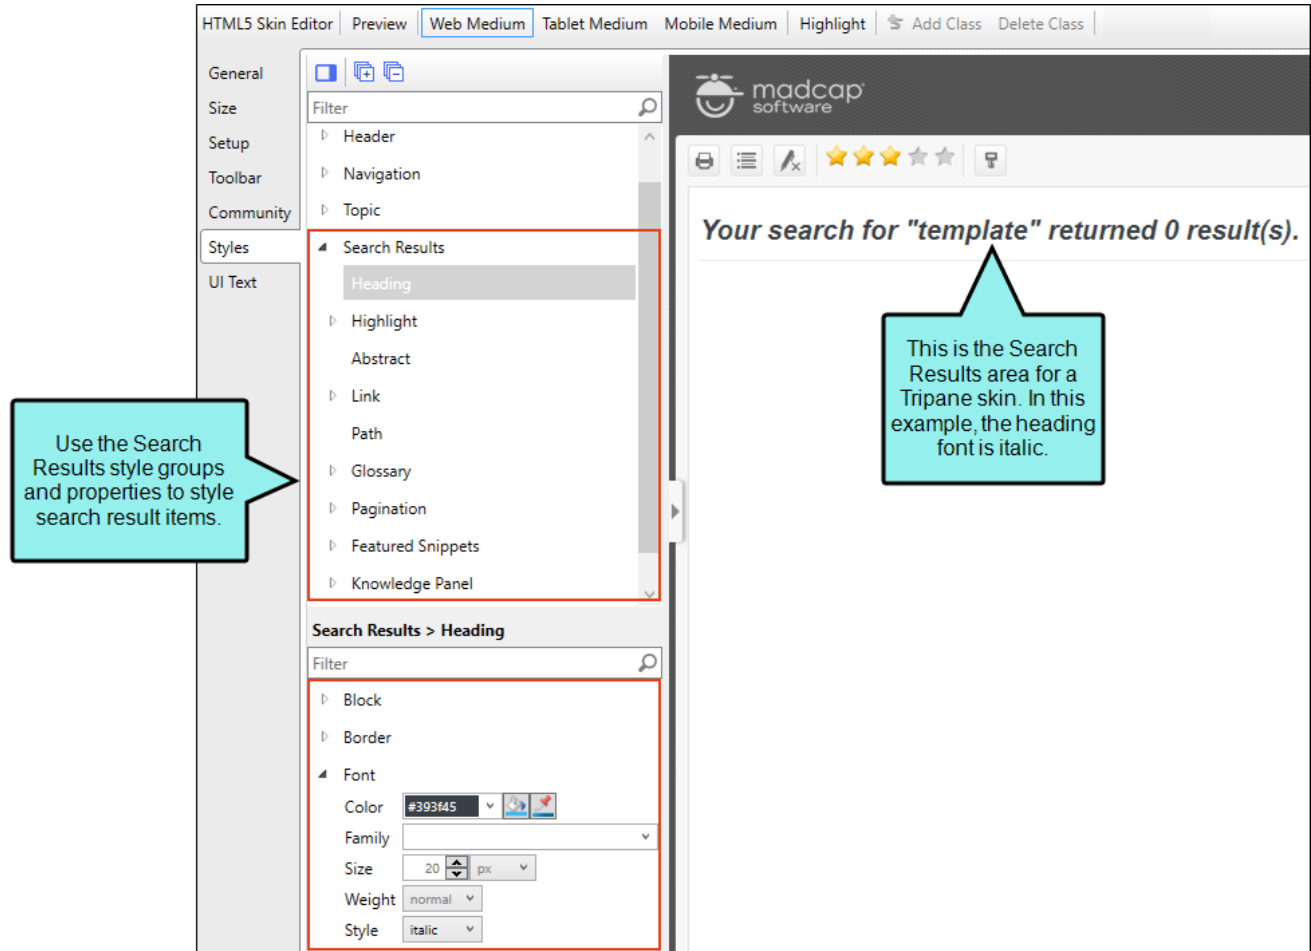 HTML5 Skin Editor Preview Web Medium Tablet Medium Mobile Medium Highlight Add Class Delete Class
General
Size
Setup
Toolbar
Community
Styles
UI Text
Filter
Header
Navigation
Topic
Search Results
Heading
Highlight
Abstract
Link
Path
Glossary
Pagination
Featured Snippets
Knowledge Panel
Search Results > Heading
Filter
Block
Border
Font
Color #393f45
Family
Size 20 px
Weight normal
Style italic
madcap
software
Your search for "template" returned 0 result(s).
This is the Search
Results area for a
Tripane skin. In this
example, the heading
font is italic.
Use the Search
Results style groups
and properties to style
search result items.